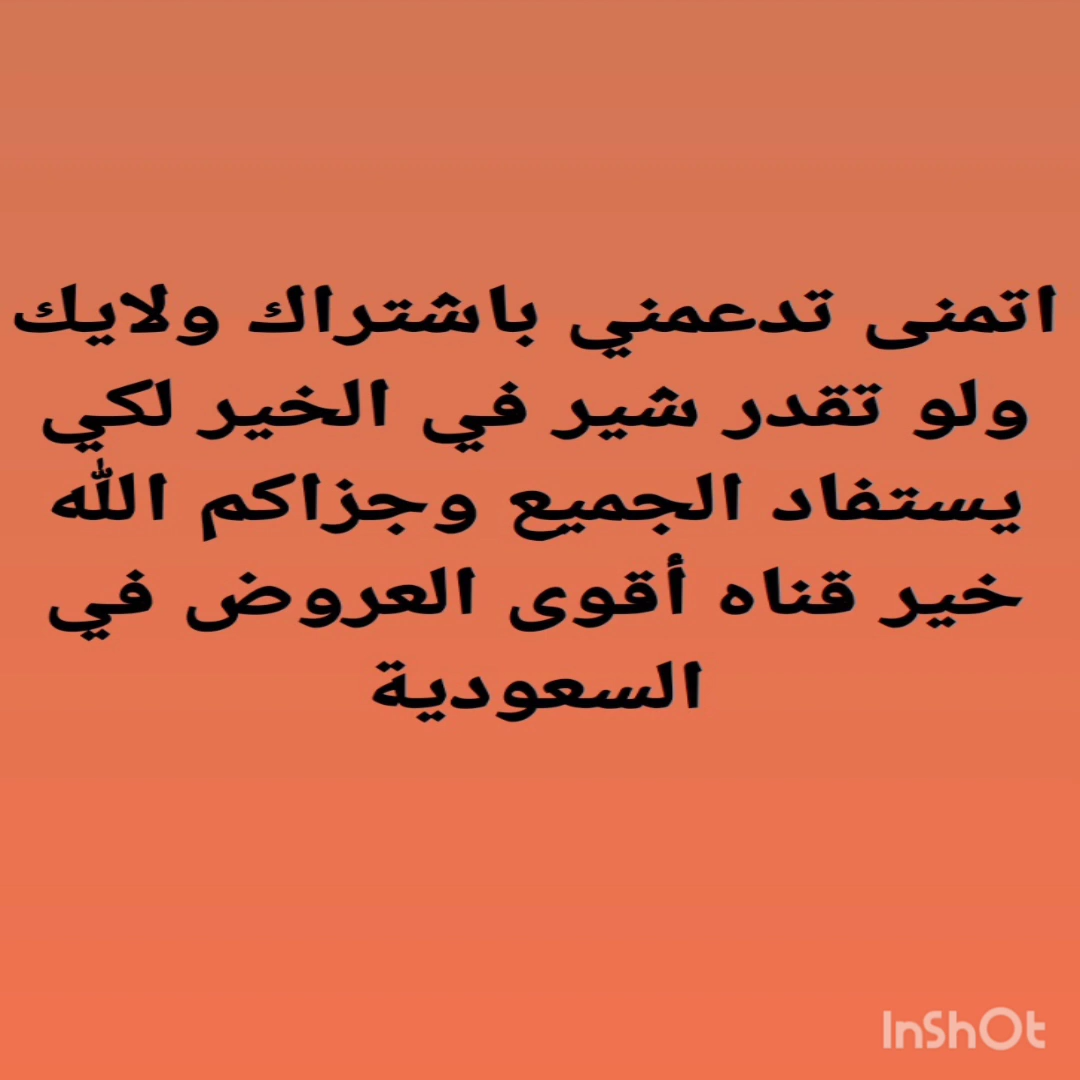 اتمنى تدعمني باشتراك ولايك
ولو تقدر شير في الخير لكي
يستفاد الجميع وجزاكم الله
خير قناه أقوى العروض في
السعودية
InShOt